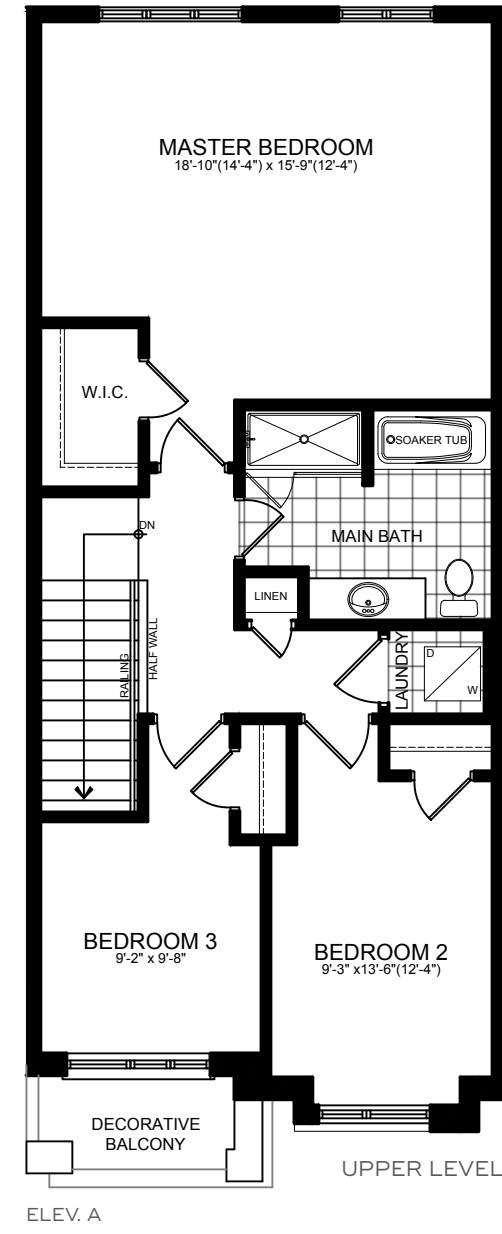 MASTER BEDROOM
18'-10"(14'-4") x 15'-9"(12'-4")
W.I.C.
SOAKER TUB
DN
MAIN BATH
LINEN
RAILING
HALF WALL
LAUNDRY
D
W
BEDROOM 3
9'-2" x 9'-8"
BEDROOM 2
9'-3" x13'-6"(12'-4")
DECORATIVE
BALCONY
UPPER LEVEL
ELEV. A